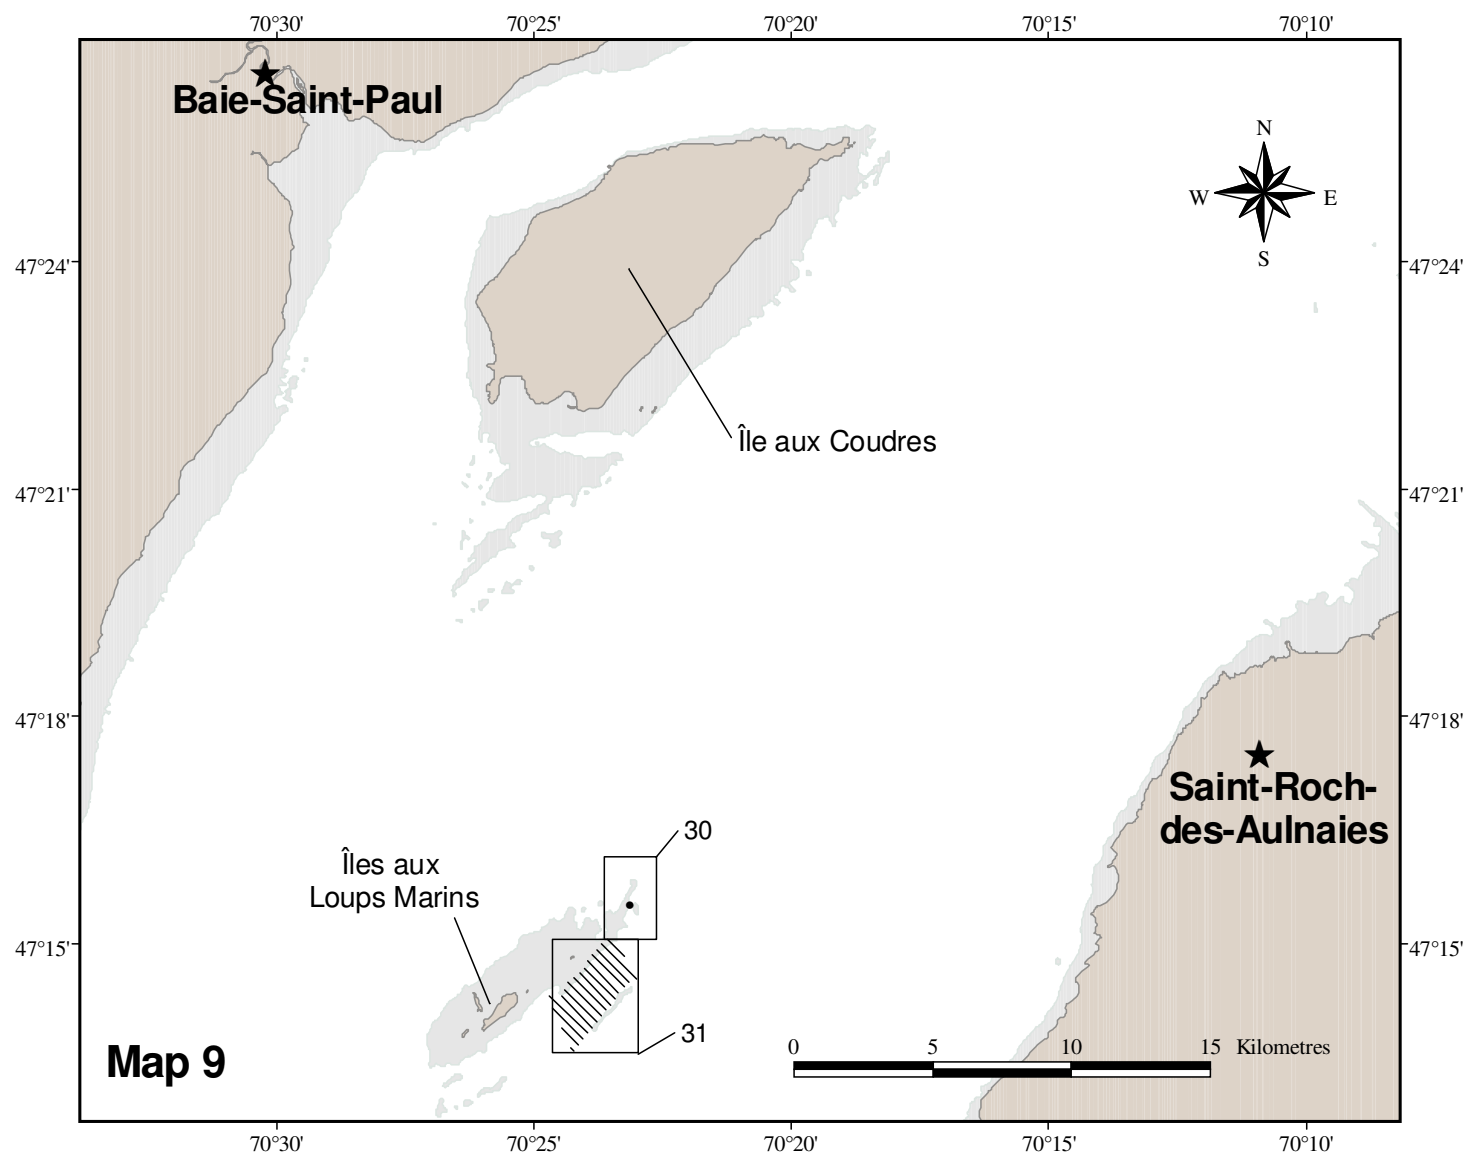 70°30' 70°25' 70°20' 70°15' 70°10'
Baie-Saint-Paul
N
W E
S
47°24' 47°24'
Île aux Coudres
47°21' 47°21'
47°18' 47°18'
Saint-Roch-
des-Aulnaies
30
Îles aux
Loups Marins
47°15' 47°15'
31
Map 9
0 5 10 15 Kilometres
70°30' 70°25' 70°20' 70°15' 70°10'